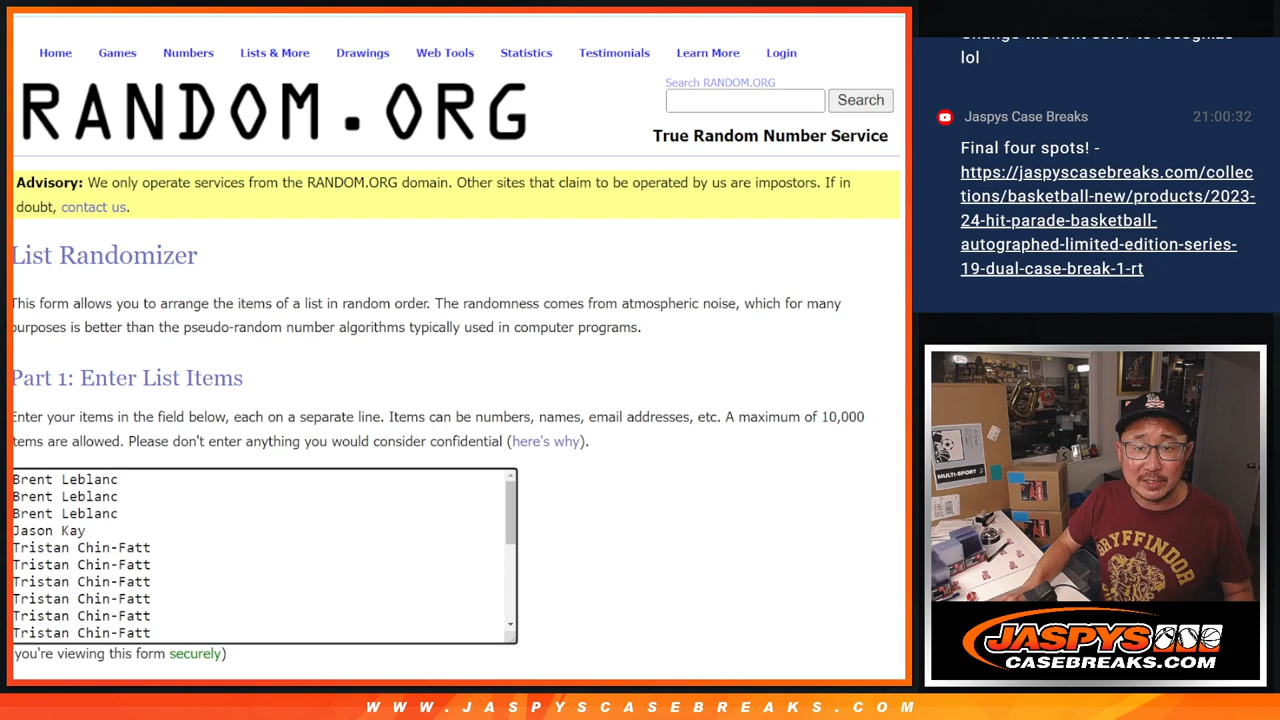 Home Games Numbers Lists & More Drawings Web Tools Statistics Testimonials Learn More Login
RANDOM.ORG
Search RANDOM.ORG
Search
True Random Number Service
Advisory: We only operate services from the RANDOM.ORG domain. Other sites that claim to be operated by us are impostors. If in
doubt, contact us.
List Randomizer
This form allows you to arrange the items of a list in random order. The randomness comes from atmospheric noise, which for many
purposes is better than the pseudo-random number algorithms typically used in computer programs.
Part 1: Enter List Items
Enter your items in the field below, each on a separate line. Items can be numbers, names, email addresses, etc. A maximum of 10,000
items are allowed. Please don't enter anything you would consider confidential (here's why).
Brent Leblanc
Brent Leblanc
Brent Leblanc
Jason Kay
Tristan Chin-Fatt
Tristan Chin-Fatt
Tristan Chin-Fatt
Tristan Chin-Fatt
Tristan Chin-Fatt
Tristan Chin-Fatt
you're viewing this form securely)
Change the font color to recognize
lol
Jaspys Case Breaks 21:00:32
Final four spots! -
https://jaspyscasebreaks.com/collec
tions/basketball-new/products/2023-
24-hit-parade-basketball-
autographed-limited-edition-series-
19-dual-case-break-1-rt
MULTI-SPORT
GRYFFINDOR
JASPYS
CASEBREAKS.COM
WWW.JASPYSCASEBREAKS.COM